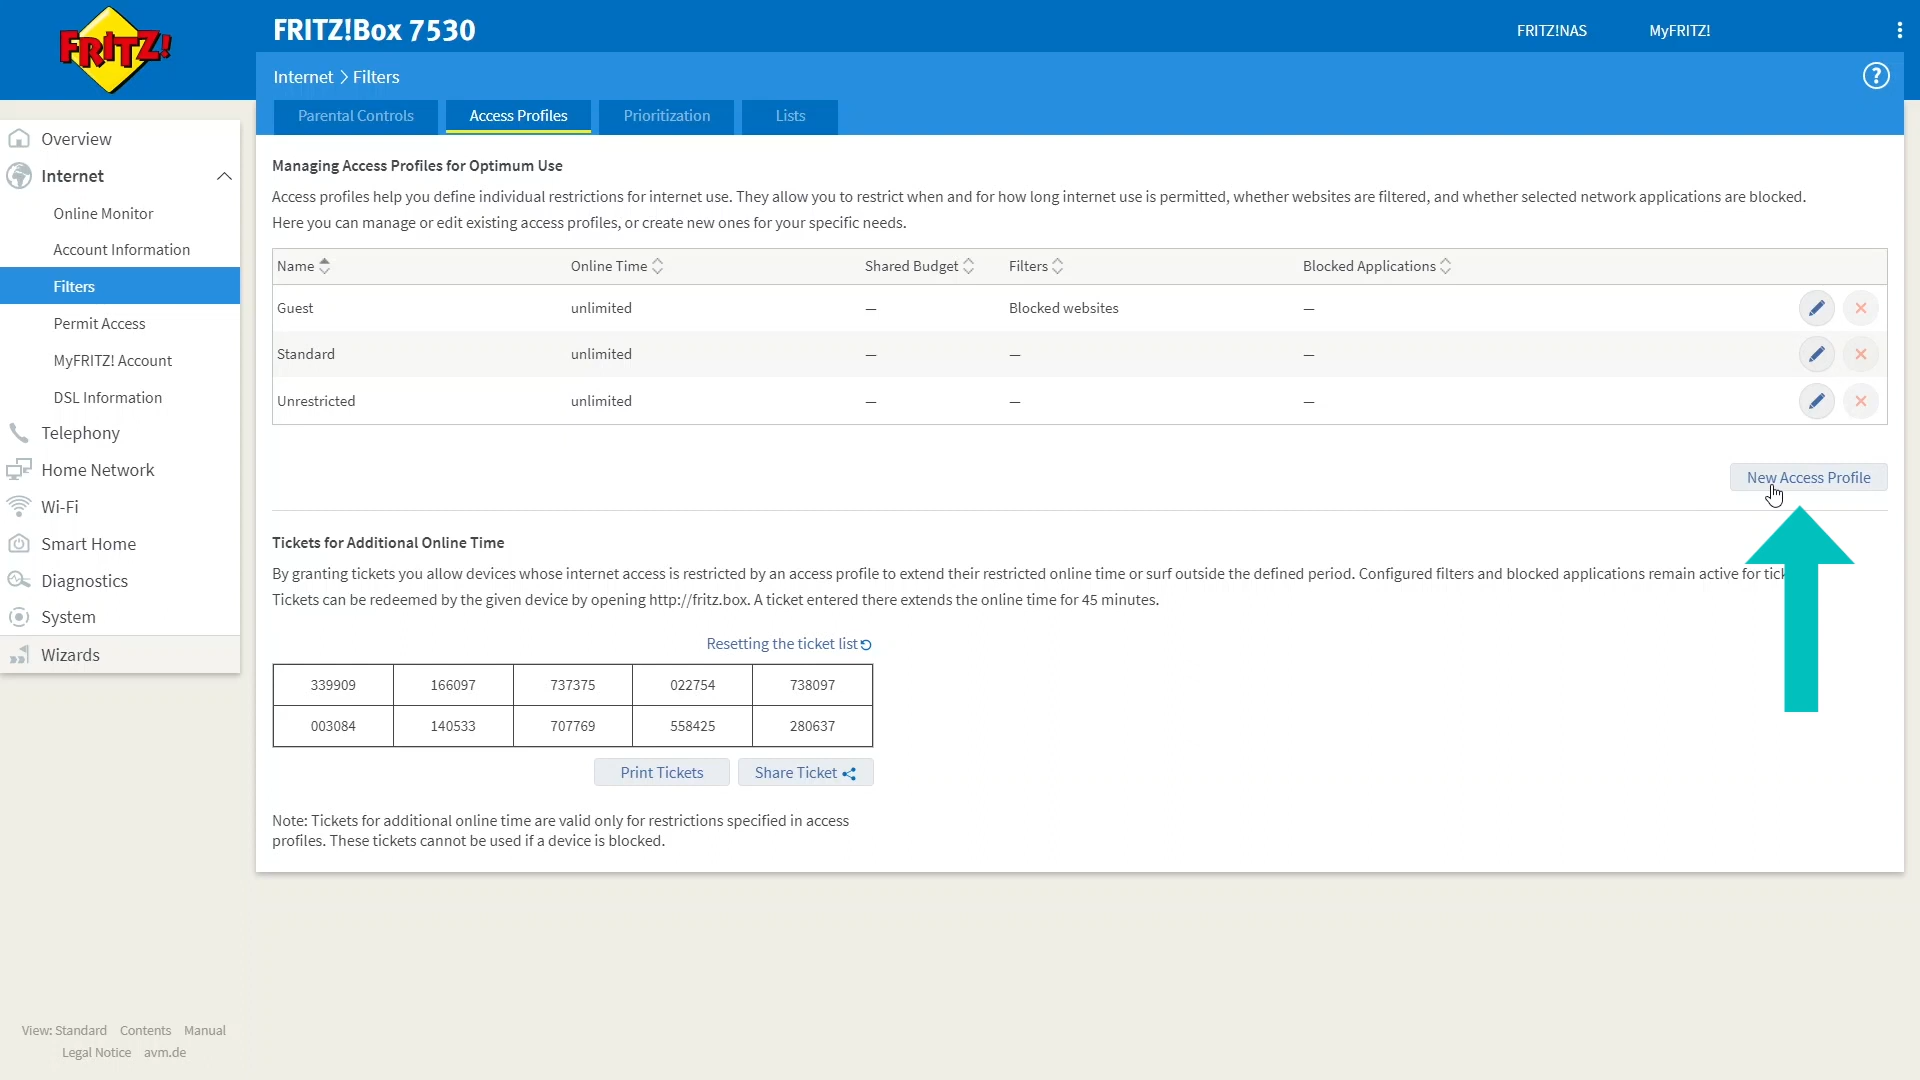 FRITZ!
FRITZ!Box 7530
FRITZ!NAS
MyFRITZ!
Internet > Filters
Parental Controls
Access Profiles
Prioritization
Lists
Overview
Internet
Online Monitor
Account Information
Filters
Permit Access
MyFRITZ! Account
DSL Information
Telephony
Home Network
Wi-Fi
Smart Home
Diagnostics
System
Wizards
Managing Access Profiles for Optimum Use
Access profiles help you define individual restrictions for internet use. They allow you to restrict when and for how long internet use is permitted, whether websites are filtered, and whether selected network applications are blocked.
Here you can manage or edit existing access profiles, or create new ones for your specific needs.
Name Online Time Shared Budget Filters Blocked Applications
Guest unlimited — Blocked websites —
Standard unlimited — — —
Unrestricted unlimited — — —
New Access Profile
Tickets for Additional Online Time
By granting tickets you allow devices whose internet access is restricted by an access profile to extend their restricted online time or surf outside the defined period. Configured filters and blocked applications remain active for
Tickets can be redeemed by the given device by opening http://fritz.box. A ticket entered there extends the online time for 45 minutes.
Resetting the ticket list
339909 166097 737375 022754 738097
003084 140533 707769 558425 280637
Print Tickets
Share Ticket
Note: Tickets for additional online time are valid only for restrictions specified in access
profiles. These tickets cannot be used if a device is blocked.
View: Standard Contents Manual
Legal Notice avm.de